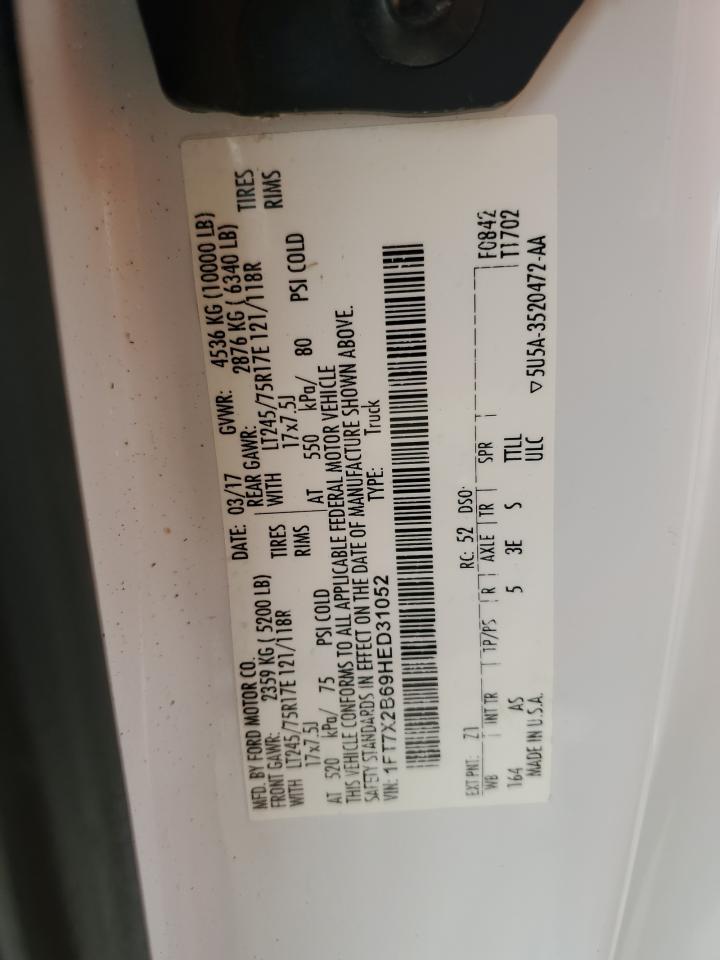 MFD. BY FORD MOTOR CO.
DATE: 03/17 GVWR: 4536 KG (10000 LB)
FRONT GAWR: 2359 KG ( 5200 LB) REAR GAWR: 2876 KG ( 6340 LB)
WITH LT245/75R17E 121/118R TIRES WITH LT245/75R17E 121/118R TIRES
17x7.5J RIMS 17x7.5J RIMS
AT 520 kPa/ 75 PSI COLD AT 550 kPa/ 80 PSI COLD
THIS VEHICLE CONFORMS TO ALL APPLICABLE FEDERAL MOTOR VEHICLE
SAFETY STANDARDS IN EFFECT ON THE DATE OF MANUFACTURE SHOWN ABOVE.
VIN: 1FT7X2B69HED31052 TYPE: Truck
EXT PNT: Z1 RC: 52 DSO:
WB INT TR TP/PS R AXLE TR SPR F0842
164 AS 5 3E S TTLL T1702
MADE IN U.S.A. ULC ▽5U5A-3520472-AA